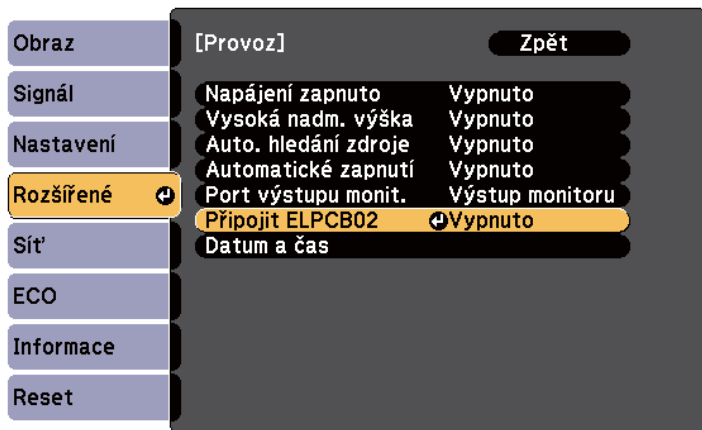 Obraz
Signál
Nastavení
Rozšířené
Síť
ECO
Informace
Reset
[Provoz] Zpět
Napájení zapnuto Vypnuto
Vysoká nadm. výška Vypnuto
Auto. hledání zdroje Vypnuto
Automatické zapnutí Vypnuto
Port výstupu monit. Výstup monitoru
Připojit ELPCB02 Vypnuto
Datum a čas